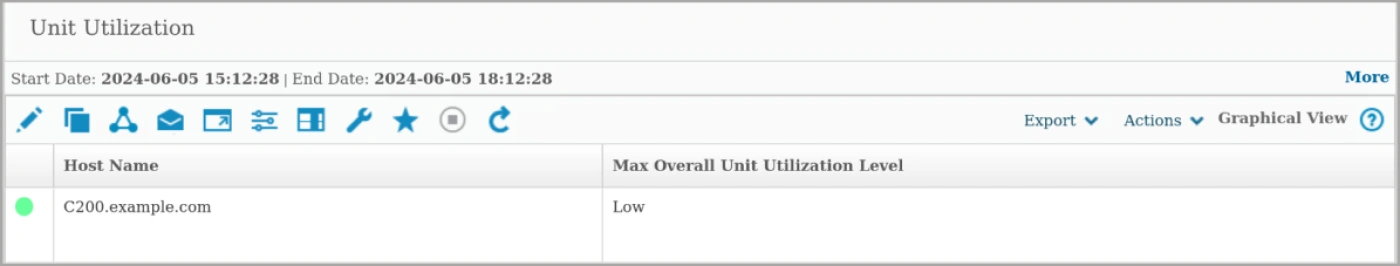 Unit Utilization
Start Date: 2024-06-05 15:12:28 | End Date: 2024-06-05 18:12:28 More
Export Actions Graphical View ?
Host Name Max Overall Unit Utilization Level
C200.example.com Low